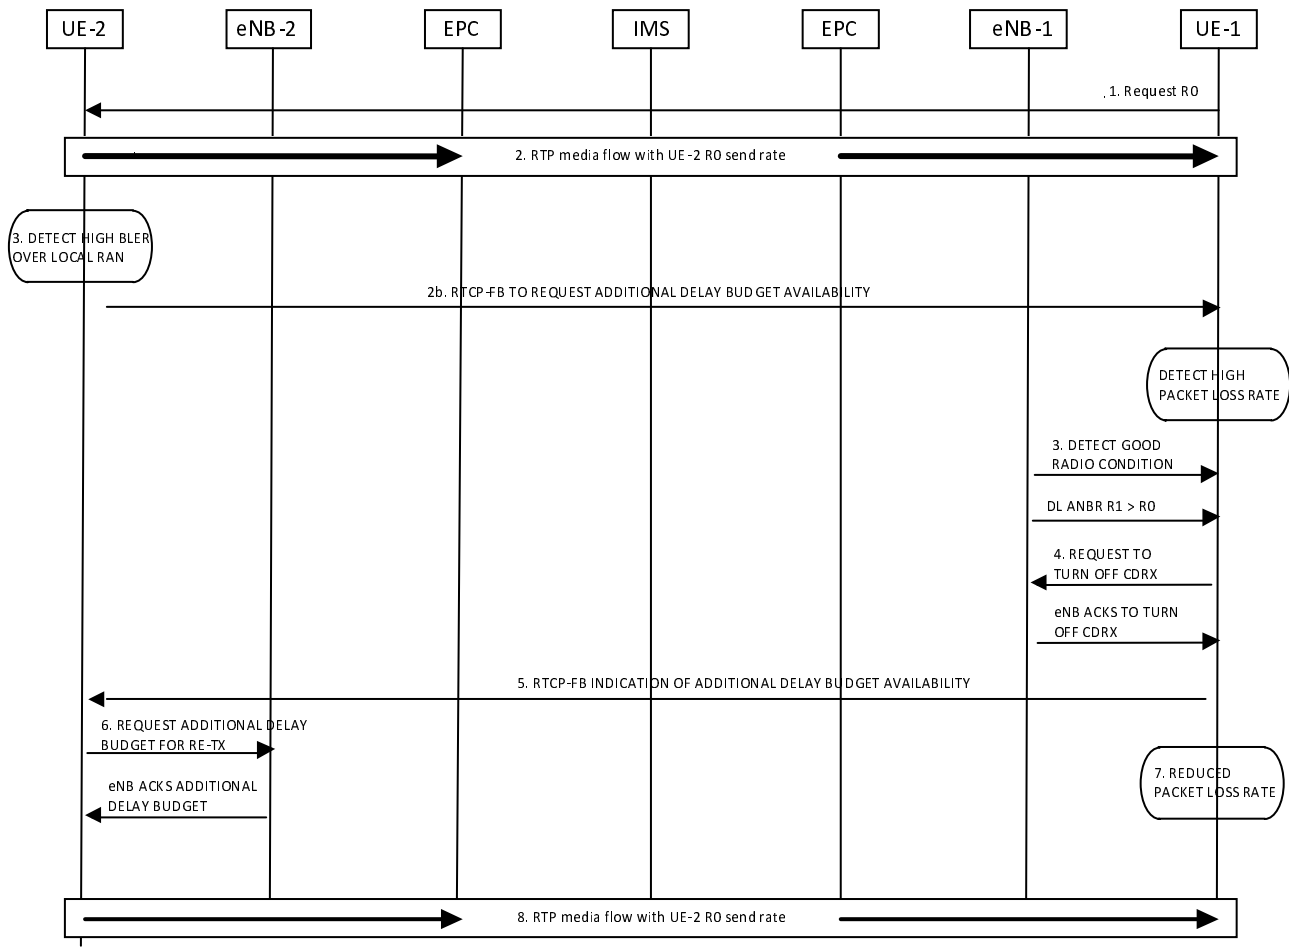 UE-2
eNB-2
EPC
IMS
EPC
eNB-1
UE-1
1. Request R0
2. RTP media flow with UE-2 R0 send rate
3. DETECT HIGH BLER
OVER LOCAL RAN
2b. RTCP-FB TO REQUEST ADDITIONAL DELAY BUDGET AVAILABILITY
DETECT HIGH
PACKET LOSS RATE
3. DETECT GOOD
RADIO CONDITION
DL ANBR R1 > R0
4. REQUEST TO
TURN OFF CDRX
eNB ACKS TO TURN
OFF CDRX
5. RTCP-FB INDICATION OF ADDITIONAL DELAY BUDGET AVAILABILITY
6. REQUEST ADDITIONAL DELAY
BUDGET FOR RE-TX
7. REDUCED
PACKET LOSS RATE
eNB ACKS ADDITIONAL
DELAY BUDGET
8. RTP media flow with UE-2 R0 send rate